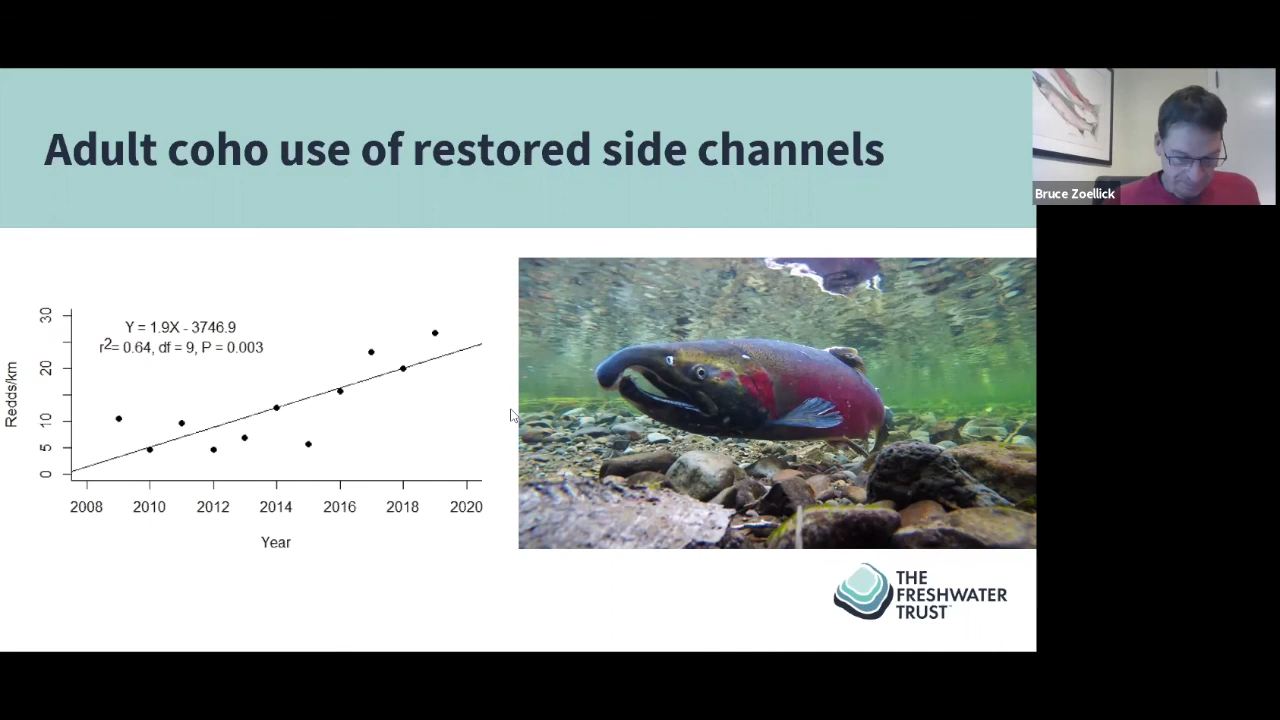 Adult coho use of restored side channels
Bruce Zoellick
Y = 1.9X - 3746.9
r2= 0.64, df = 9, P = 0.003
30
20
10
5
0
Redds/km
2008 2010 2012 2014 2016 2018 2020
Year
THE
FRESHWATER
TRUST